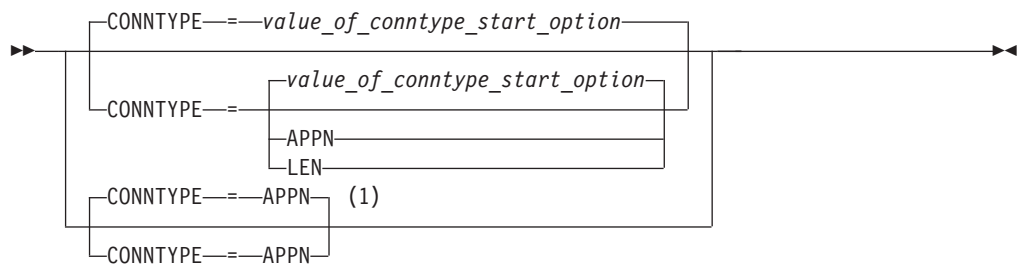 CONNTYPE = value_of_conntype_start_option
CONNTYPE = value_of_conntype_start_option
APPN
LEN
CONNTYPE = APPN (1)
CONNTYPE = APPN